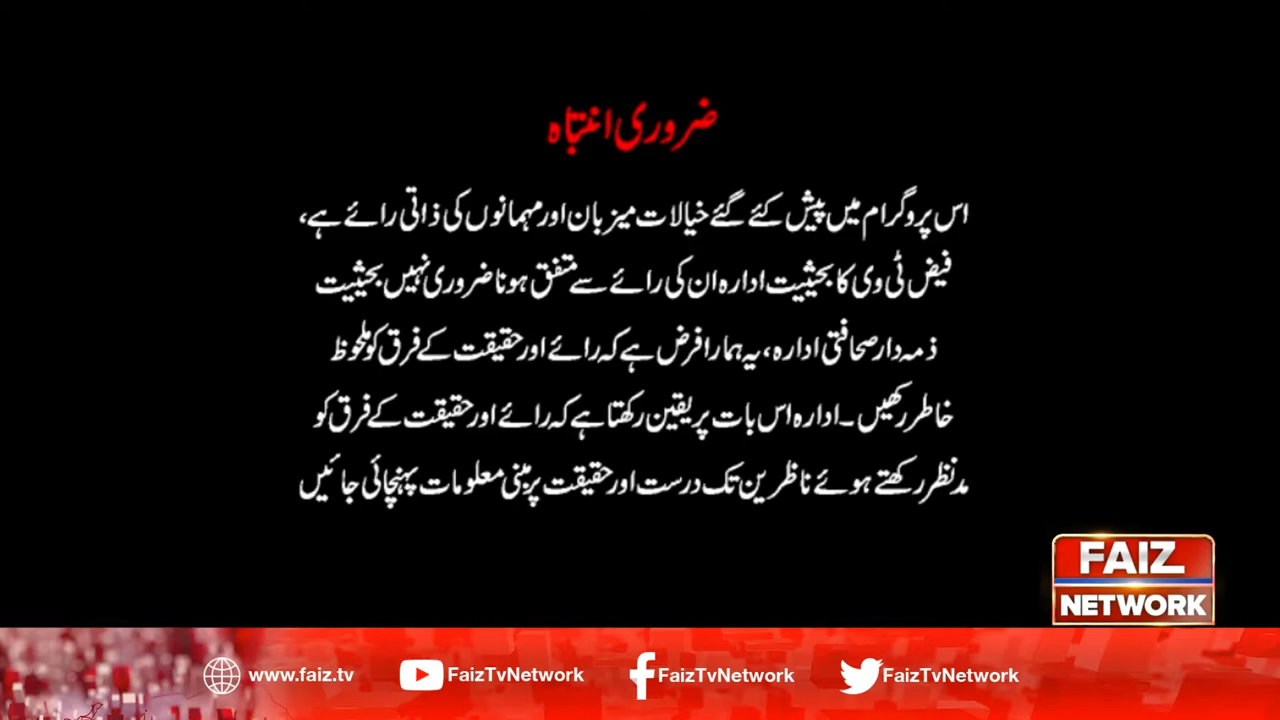 ضروری انتباہ
اس پروگرام میں پیش کئے گئے خیالات میزبان اور مہمانوں کی ذاتی رائے ہے،
فیض ٹی وی کا بحیثیت ادارہ ان کی رائے سے متفق ہونا ضروری نہیں بحیثیت
ذمہ دار صحافتی ادارہ، یہ ہمارا فرض ہے کہ رائے اور حقیقت کے فرق کو ملحوظ
خاطر رکھیں۔ ادارہ اس بات پر یقین رکھتا ہے کہ رائے اور حقیقت کے فرق کو
مدنظر رکھتے ہوئے ناظرین تک درست اور حقیقت پر مبنی معلومات پہنچائی جائیں
FAIZ
NETWORK
www.faiz.tv FaizTvNetwork FaizTvNetwork FaizTvNetwork